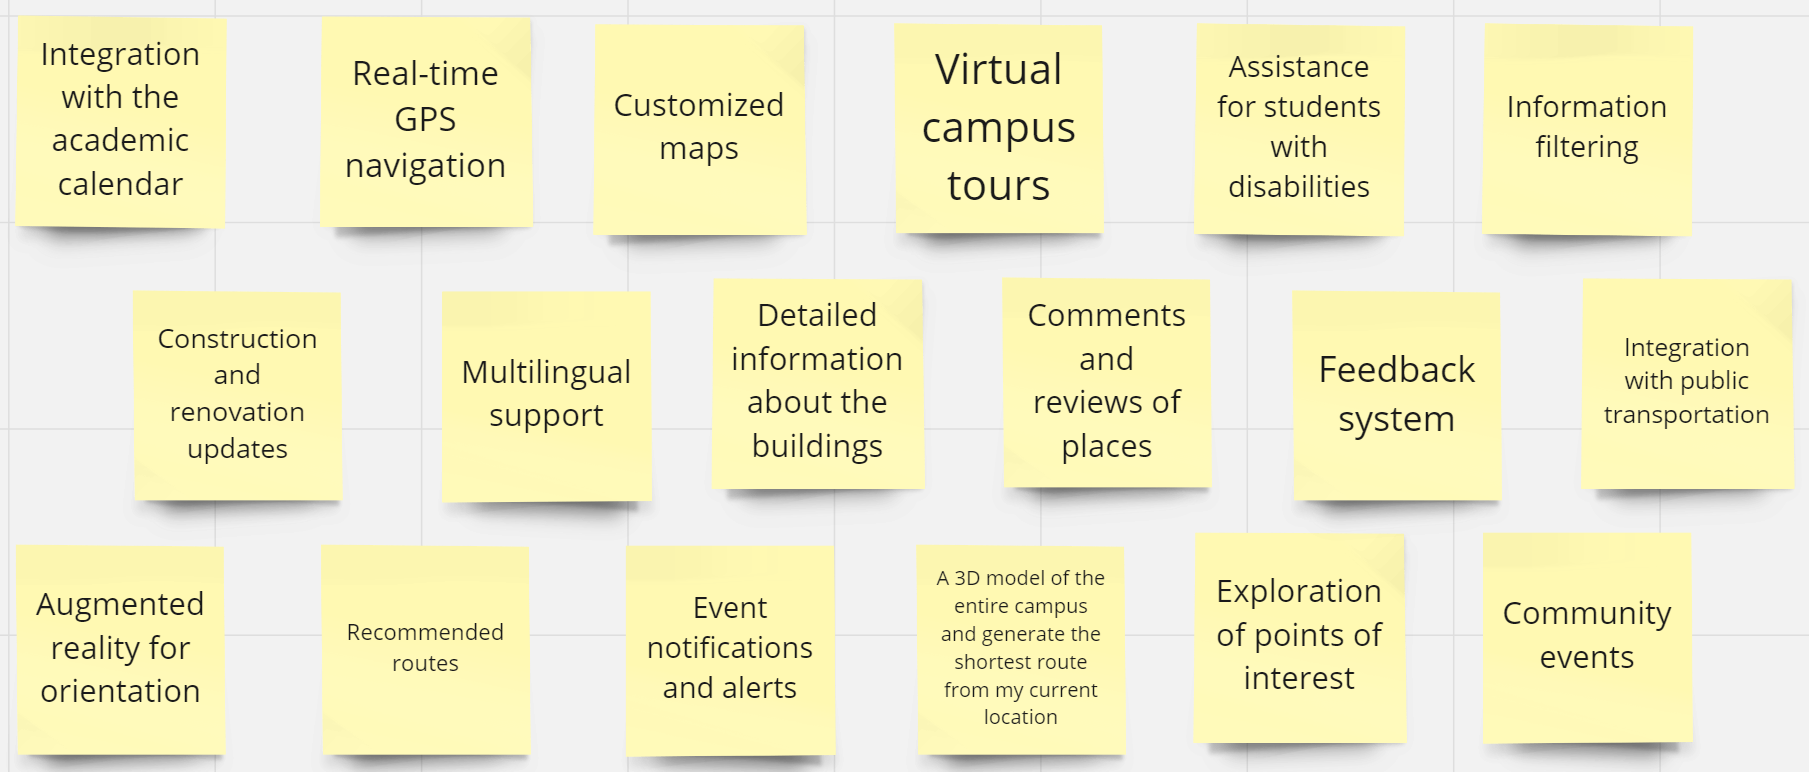 Integration
with the
academic
calendar
Real-time
GPS
navigation
Customized
maps
Virtual
campus
tours
Assistance
for students
with
disabilities
Information
filtering
Construction
and
renovation
updates
Multilingual
support
Detailed
information
about the
buildings
Comments
and
reviews of
places
Feedback
system
Integration
with public
transportation
Augmented
reality for
orientation
Recommended
routes
Event
notifications
and alerts
A 3D model of the
entire campus
and generate the
shortest route
from my current
location
Exploration
of points of
interest
Community
events